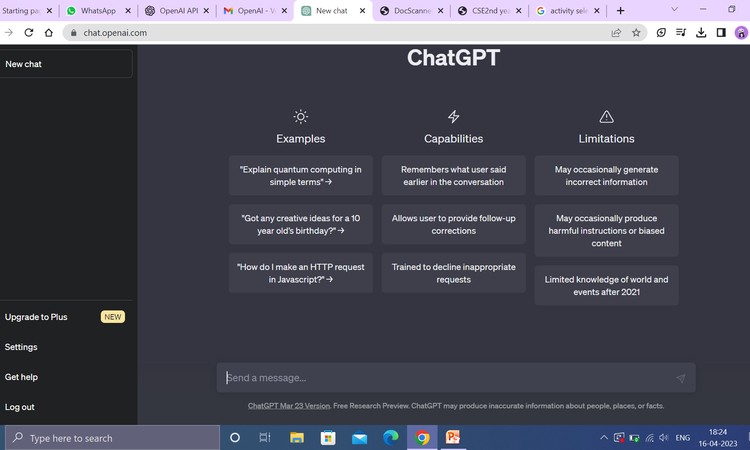 Starting pa
WhatsApp
OpenAI API
OpenAI - V
New chat
DocScanne
CSE2nd yea
activity sele
chat.openai.com
New chat
ChatGPT
Examples
"Explain quantum computing in
simple terms" →
"Got any creative ideas for a 10
year old's birthday?" →
"How do I make an HTTP request
in Javascript?" →
Capabilities
Remembers what user said
earlier in the conversation
Allows user to provide follow-up
corrections
Trained to decline inappropriate
requests
Limitations
May occasionally generate
incorrect information
May occasionally produce
harmful instructions or biased
content
Limited knowledge of world and
events after 2021
Upgrade to Plus NEW
Settings
Get help
Log out
Send a message...
ChatGPT Mar 23 Version. Free Research Preview. ChatGPT may produce inaccurate information about people, places, or facts.
Type here to search
ENG
18:24
16-04-2023